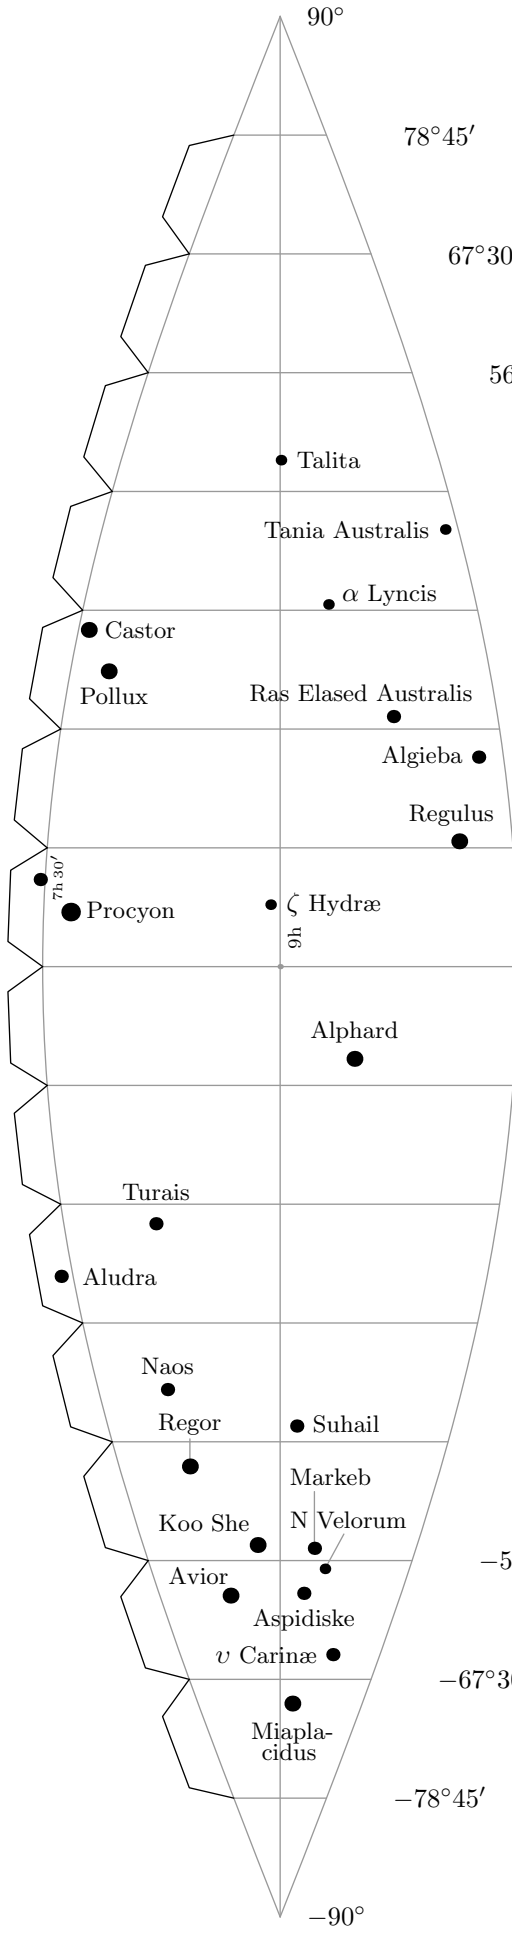 90°
78°45′
67°30
56
Talita
Tania Australis
α Lyncis
Castor
Pollux
Ras Elased Australis
Algieba
Regulus
7h 30′
Procyon
ζ Hydræ
9h
Alphard
Turais
Aludra
Naos
Regor
Suhail
Markeb
Koo She
N Velorum
−5
Avior
Aspidiske
υ Carinæ
−67°30
Miapla-
cidus
−78°45′
−90°